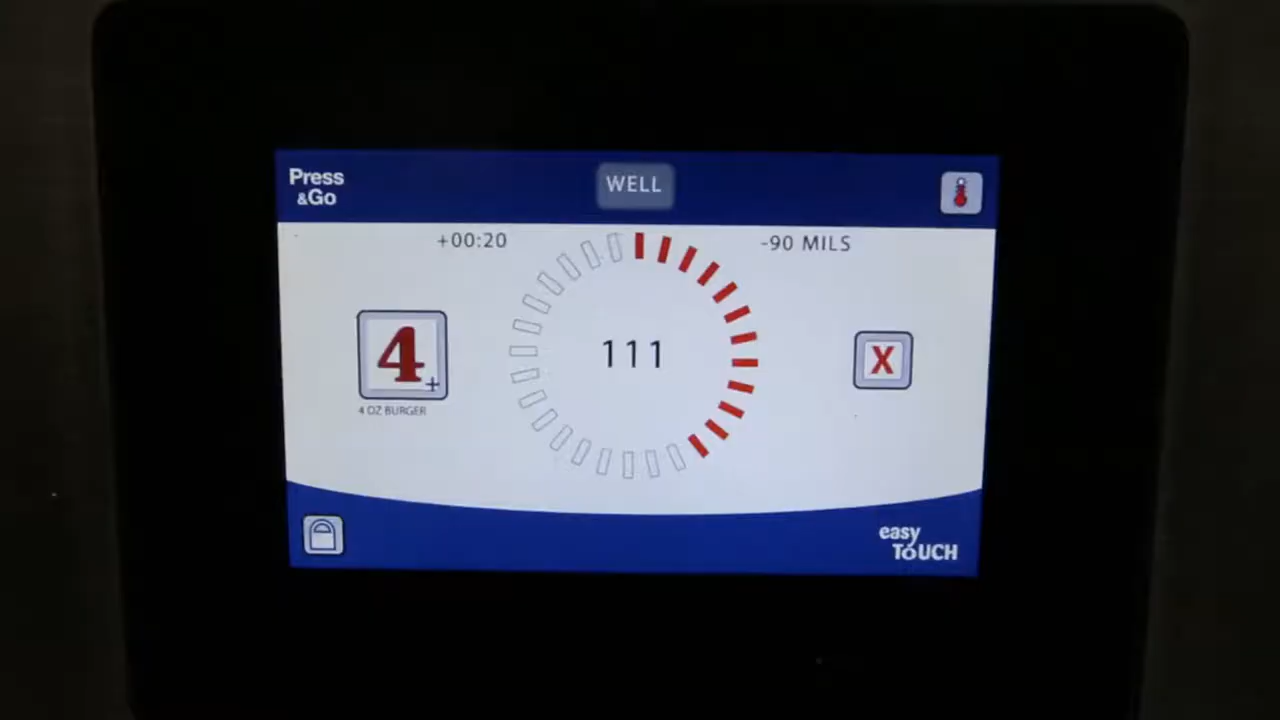 Press
&Go
WELL
+00:20
-90 MILS
111
4
+
X
4 OZ BURGER
easy
ToUCH